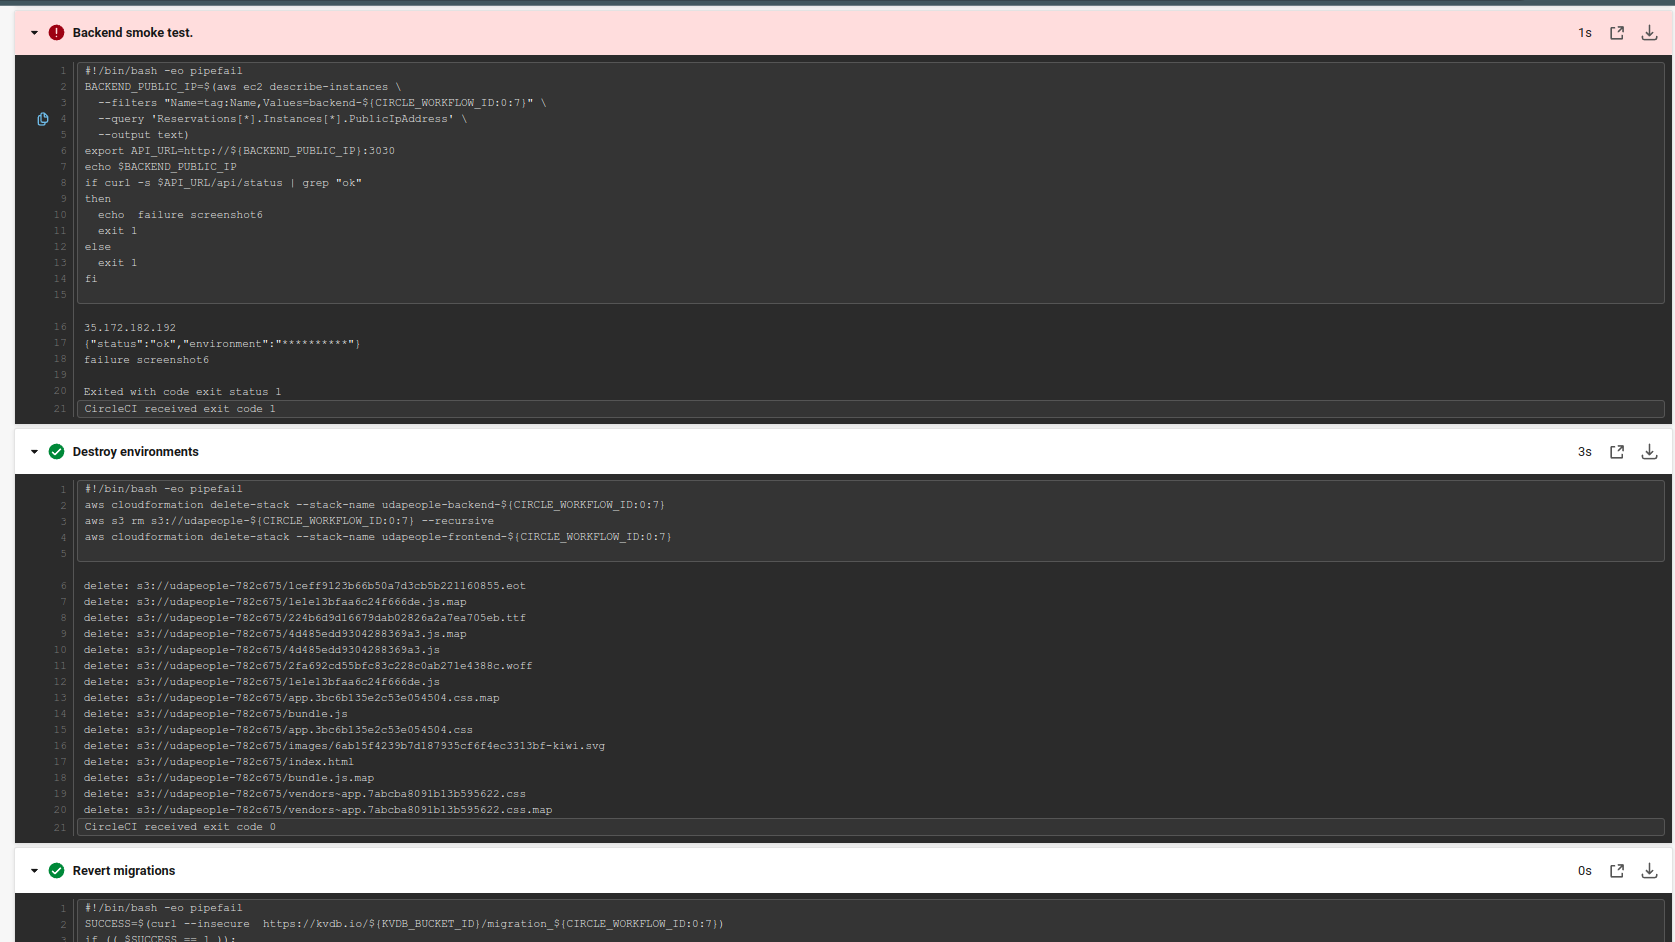 Backend smoke test.
1s
1 #!/bin/bash -eo pipefail
2 BACKEND_PUBLIC_IP=$(aws ec2 describe-instances \
3 --filters "Name=tag:Name,Values=backend-${CIRCLE_WORKFLOW_ID:0:7}" \
4 --query 'Reservations[*].Instances[*].PublicIpAddress' \
5 --output text)
6 export API_URL=http://${BACKEND_PUBLIC_IP}:3030
7 echo $BACKEND_PUBLIC_IP
8 if curl -s $API_URL/api/status | grep "ok"
9 then
10 echo  failure screenshot6
11 exit 1
12 else
13 exit 1
14 fi
15
16 35.172.182.192
17 {"status":"ok","environment":"**********"}
18 failure screenshot6
19
20 Exited with code exit status 1
21 CircleCI received exit code 1
Destroy environments
3s
1 #!/bin/bash -eo pipefail
2 aws cloudformation delete-stack --stack-name udapeople-backend-${CIRCLE_WORKFLOW_ID:0:7}
3 aws s3 rm s3://udapeople-${CIRCLE_WORKFLOW_ID:0:7} --recursive
4 aws cloudformation delete-stack --stack-name udapeople-frontend-${CIRCLE_WORKFLOW_ID:0:7}
5
6 delete: s3://udapeople-782c675/1ceff9123b66b50a7d3cb5b221160855.eot
7 delete: s3://udapeople-782c675/1e1e13bfaa6c24f666de.js.map
8 delete: s3://udapeople-782c675/224b6d9d16679dab02826a2a7ea705eb.ttf
9 delete: s3://udapeople-782c675/4d485edd9304288369a3.js.map
10 delete: s3://udapeople-782c675/4d485edd9304288369a3.js
11 delete: s3://udapeople-782c675/2fa692cd55bfc83c228c0ab271e4388c.woff
12 delete: s3://udapeople-782c675/1e1e13bfaa6c24f666de.js
13 delete: s3://udapeople-782c675/app.3bc6b135e2c53e054504.css.map
14 delete: s3://udapeople-782c675/bundle.js
15 delete: s3://udapeople-782c675/app.3bc6b135e2c53e054504.css
16 delete: s3://udapeople-782c675/images/6ab15f4239b7d187935cf6f4ec3313bf-kiwi.svg
17 delete: s3://udapeople-782c675/index.html
18 delete: s3://udapeople-782c675/bundle.js.map
19 delete: s3://udapeople-782c675/vendors~app.7abcba8091b13b595622.css
20 delete: s3://udapeople-782c675/vendors~app.7abcba8091b13b595622.css.map
21 CircleCI received exit code 0
Revert migrations
0s
1 #!/bin/bash -eo pipefail
2 SUCCESS=$(curl --insecure  https://kvdb.io/${KVDB_BUCKET_ID}/migration_${CIRCLE_WORKFLOW_ID:0:7})
3 if (( $SUCCESS == 1 ));